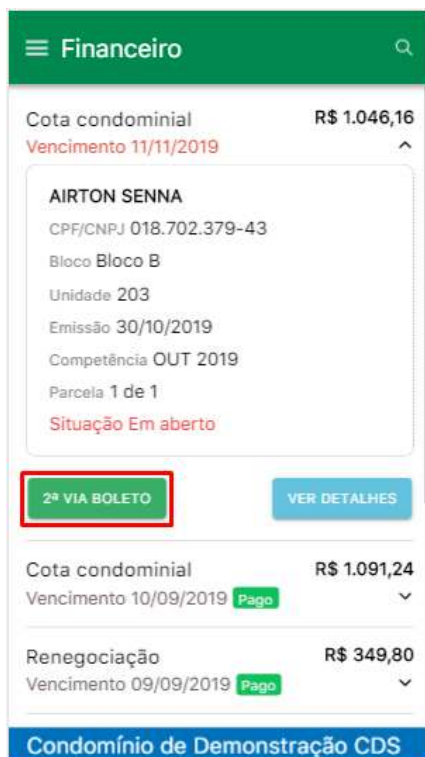 Financeiro
Cota condominial R$ 1.046,16
Vencimento 11/11/2019
AIRTON SENNA
CPF/CNPJ 018.702.379-43
Bloco Bloco B
Unidade 203
Emissão 30/10/2019
Competência OUT 2019
Parcela 1 de 1
Situação Em aberto
2ª VIA BOLETO VER DETALHES
Cota condominial R$ 1.091,24
Vencimento 10/09/2019 Pago
Renegociação R$ 349,80
Vencimento 09/09/2019 Pago
Condomínio de Demonstração CDS